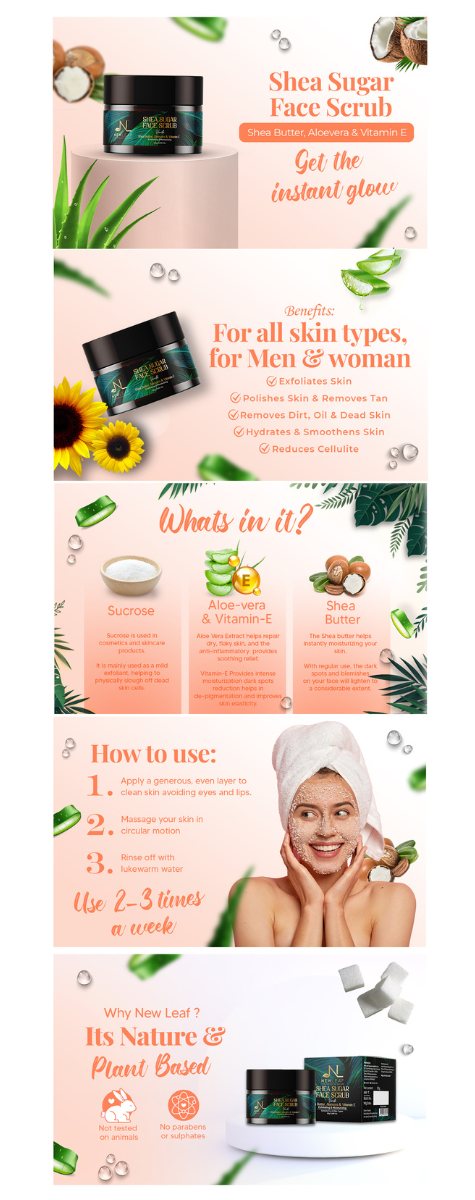 SHEA SUGAR
FACE SCRUB
Shea Sugar
Face Scrub
Shea Butter, Aloevera & Vitamin E
Get the
instant glow
SHEA SUGAR
FACE SCRUB
Benefits:
For all skin types,
for Men & woman
Exfoliates Skin
Polishes Skin & Removes Tan
Removes Dirt, Oil & Dead Skin
Hydrates & Smoothens Skin
Reduces Cellulite
Whats in it?
Sucrose
Sucrose is used in
cosmetics and skincare
products.
It is mainly used as a mild
exfoliant, helping to
physically slough off dead
skin cells.
E
Aloe-vera
& Vitamin-E
Aloe Vera Extract helps repair
dry, flaky skin, and the
anti-inflammatory: provides
soothing relief.
Vitamin-E Provides intense
moisturization dark spots
reduction helps in
de-pigmentation and improves
skin elasticity.
Shea
Butter
The Shea butter helps
instantly moisturizing your
skin.
With regular use, the dark
spots and blemishes
on your face will lighten to
a considerable extent.
How to use:
1. Apply a generous, even layer to
clean skin avoiding eyes and lips.
2. Massage your skin in
circular motion
3. Rinse off with
lukewarm water
Use 2-3 times
a week
Why New Leaf ?
Its Nature &
Plant Based
Not tested
on animals
No parabens
or sulphates
SHEA SUGAR
FACE SCRUB
NEW LEAF
SHEA SUGAR
FACE SCRUB